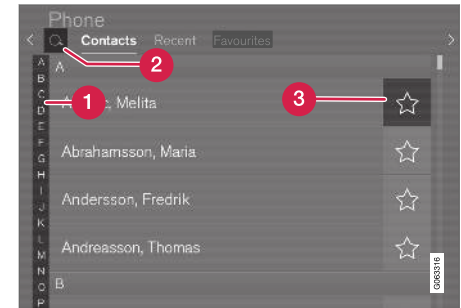 Phone
Contacts Recent Favourites
A
B
C
D
E
F
G
H
I
J
K
L
M
N
O
P
A
Melita
Abrahamsson, Maria
Andersson, Fredrik
Andreasson, Thomas
B
1
2
3
G063316